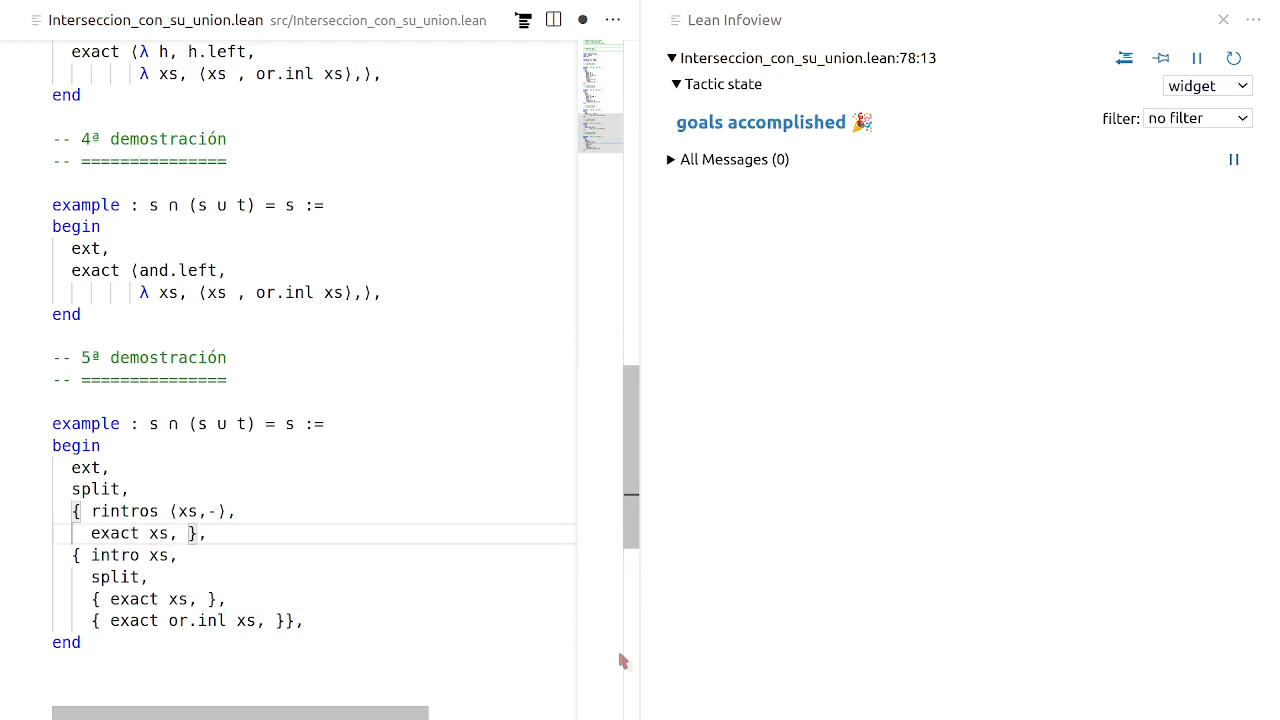 Interseccion_con_su_union.lean src/Interseccion_con_su_union.lean
exact ⟨λ h, h.left,
λ xs, ⟨xs , or.inl xs⟩,⟩,
end
-- 4ª demostración
-- ===============
example : s ∩ (s ∪ t) = s :=
begin
ext,
exact ⟨and.left,
λ xs, ⟨xs , or.inl xs⟩,⟩,
end
-- 5ª demostración
-- ===============
example : s ∩ (s ∪ t) = s :=
begin
ext,
split,
{ rintros ⟨xs,-⟩,
exact xs, },
{ intro xs,
split,
{ exact xs, },
{ exact or.inl xs, }},
end
Lean Infoview
Interseccion_con_su_union.lean:78:13
Tactic state
widget
goals accomplished 🎉
filter: no filter
All Messages (0)